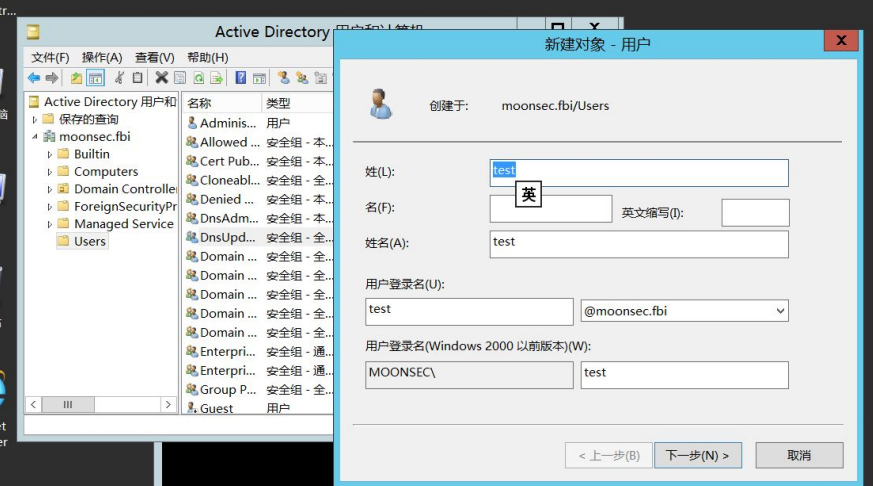 tr...
Active Directory 用户和计算机
文件(F) 操作(A) 查看(V) 帮助(H)
Active Directory 用户和
保存的查询
moonsec.fbi
Builtin
Computers
Domain Controller
ForeignSecurityPr
Managed Service
Users
名称 类型
Adminis... 用户
Allowed ... 安全组 - 本...
Cert Pub... 安全组 - 本...
Cloneabl... 安全组 - 全...
Denied ... 安全组 - 本...
DnsAdm... 安全组 - 本...
DnsUpd... 安全组 - 全...
Domain ... 安全组 - 全...
Domain ... 安全组 - 全...
Domain ... 安全组 - 全...
Domain ... 安全组 - 全...
Domain ... 安全组 - 全...
Enterpri... 安全组 - 通...
Enterpri... 安全组 - 通...
Group P... 安全组 - 全...
Guest 用户
新建对象 - 用户
X
创建于: moonsec.fbi/Users
姓(L): test
英
名(F): 英文缩写(I):
姓名(A): test
用户登录名(U):
test @moonsec.fbi
用户登录名(Windows 2000 以前版本)(W):
MOONSEC\ test
< 上一步(B) 下一步(N) > 取消